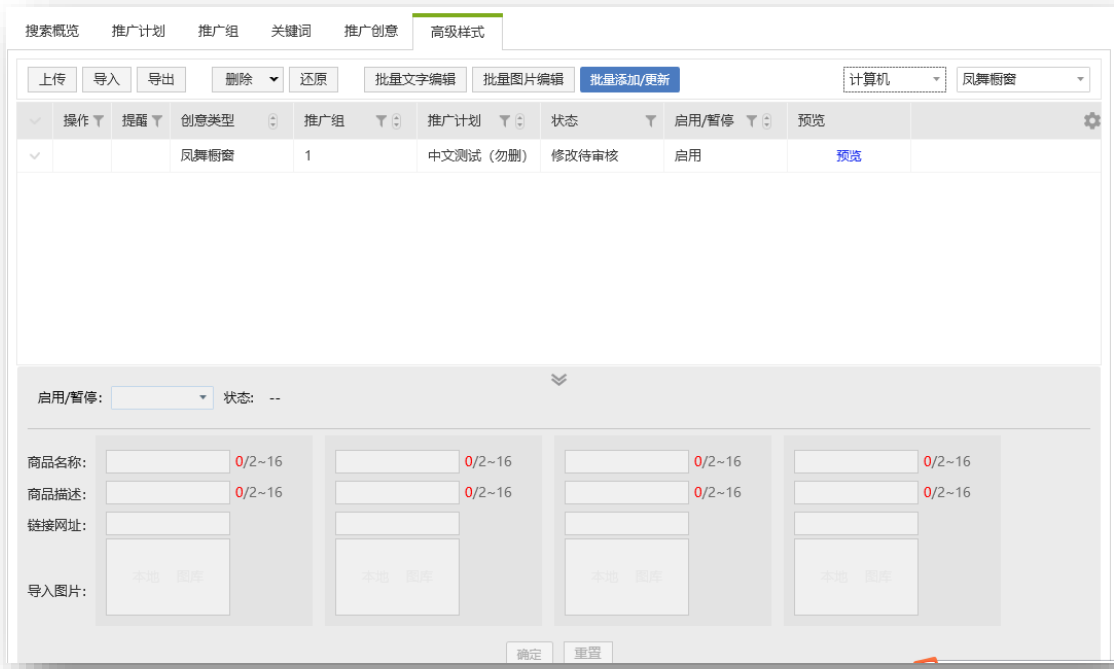 搜索概览 推广计划 推广组 关键词 推广创意 高级样式
上传 导入 导出 删除 还原 批量文字编辑 批量图片编辑 批量添加/更新 计算机 凤舞橱窗
操作 提醒 创意类型 推广组 推广计划 状态 启用/暂停 预览
凤舞橱窗 1 中文测试（勿删） 修改待审核 启用 预览
启用/暂停: 状态: --
商品名称: 0/2~16 0/2~16 0/2~16 0/2~16
商品描述: 0/2~16 0/2~16 0/2~16 0/2~16
链接网址:
本地 图库 本地 图库 本地 图库 本地 图库
导入图片:
确定 重置